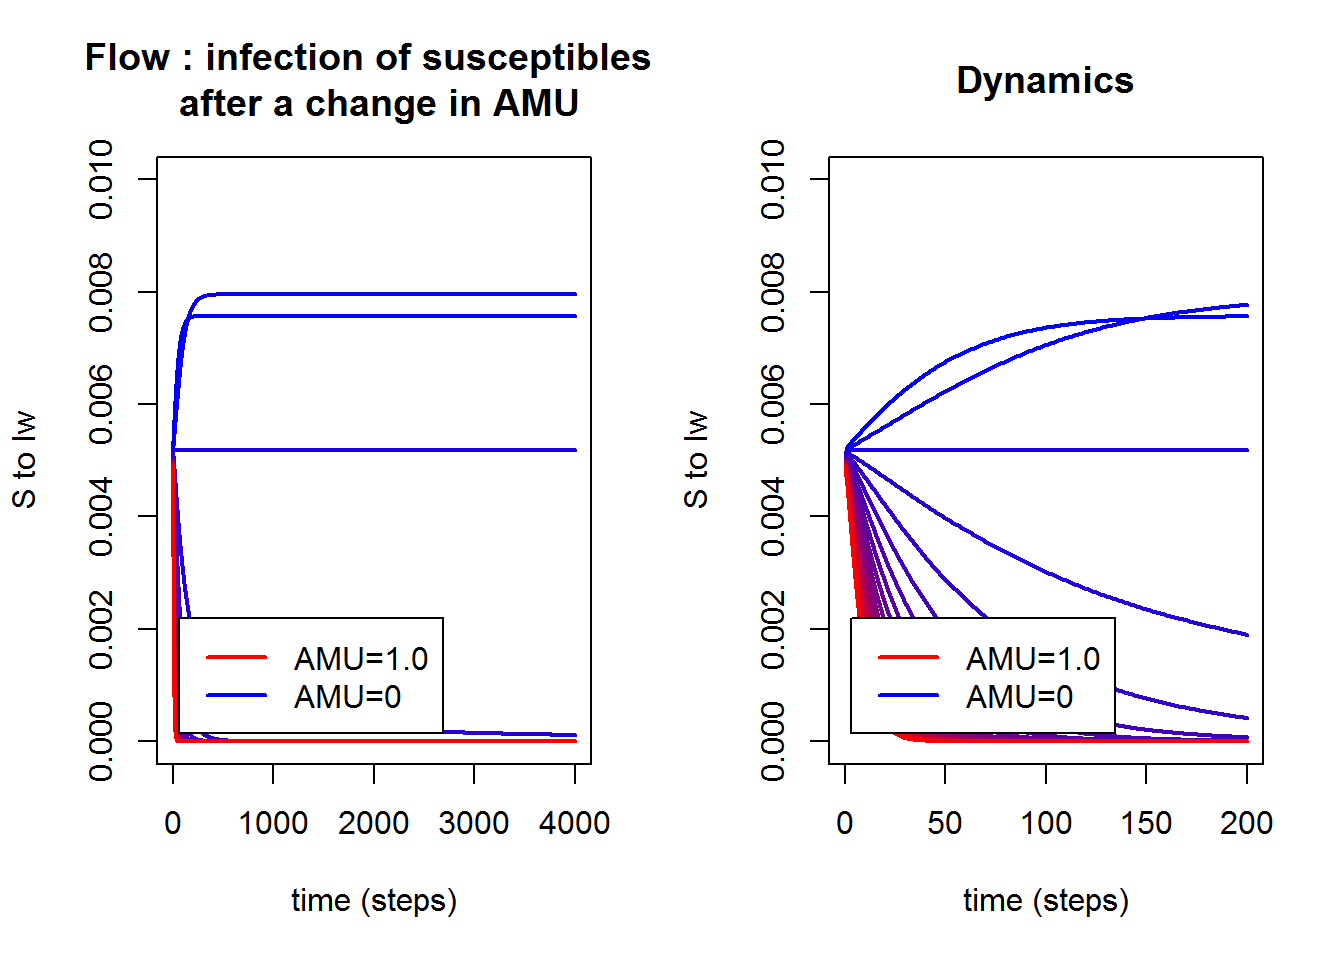 Flow : infection of susceptibles
after a change in AMU
S to Iw
0.010
0.008
0.006
0.004
0.002
0.000
AMU=1.0
AMU=0
0 1000 2000 3000 4000
time (steps)
Dynamics
S to Iw
0.010
0.008
0.006
0.004
0.002
0.000
AMU=1.0
AMU=0
0 50 100 150 200
time (steps)